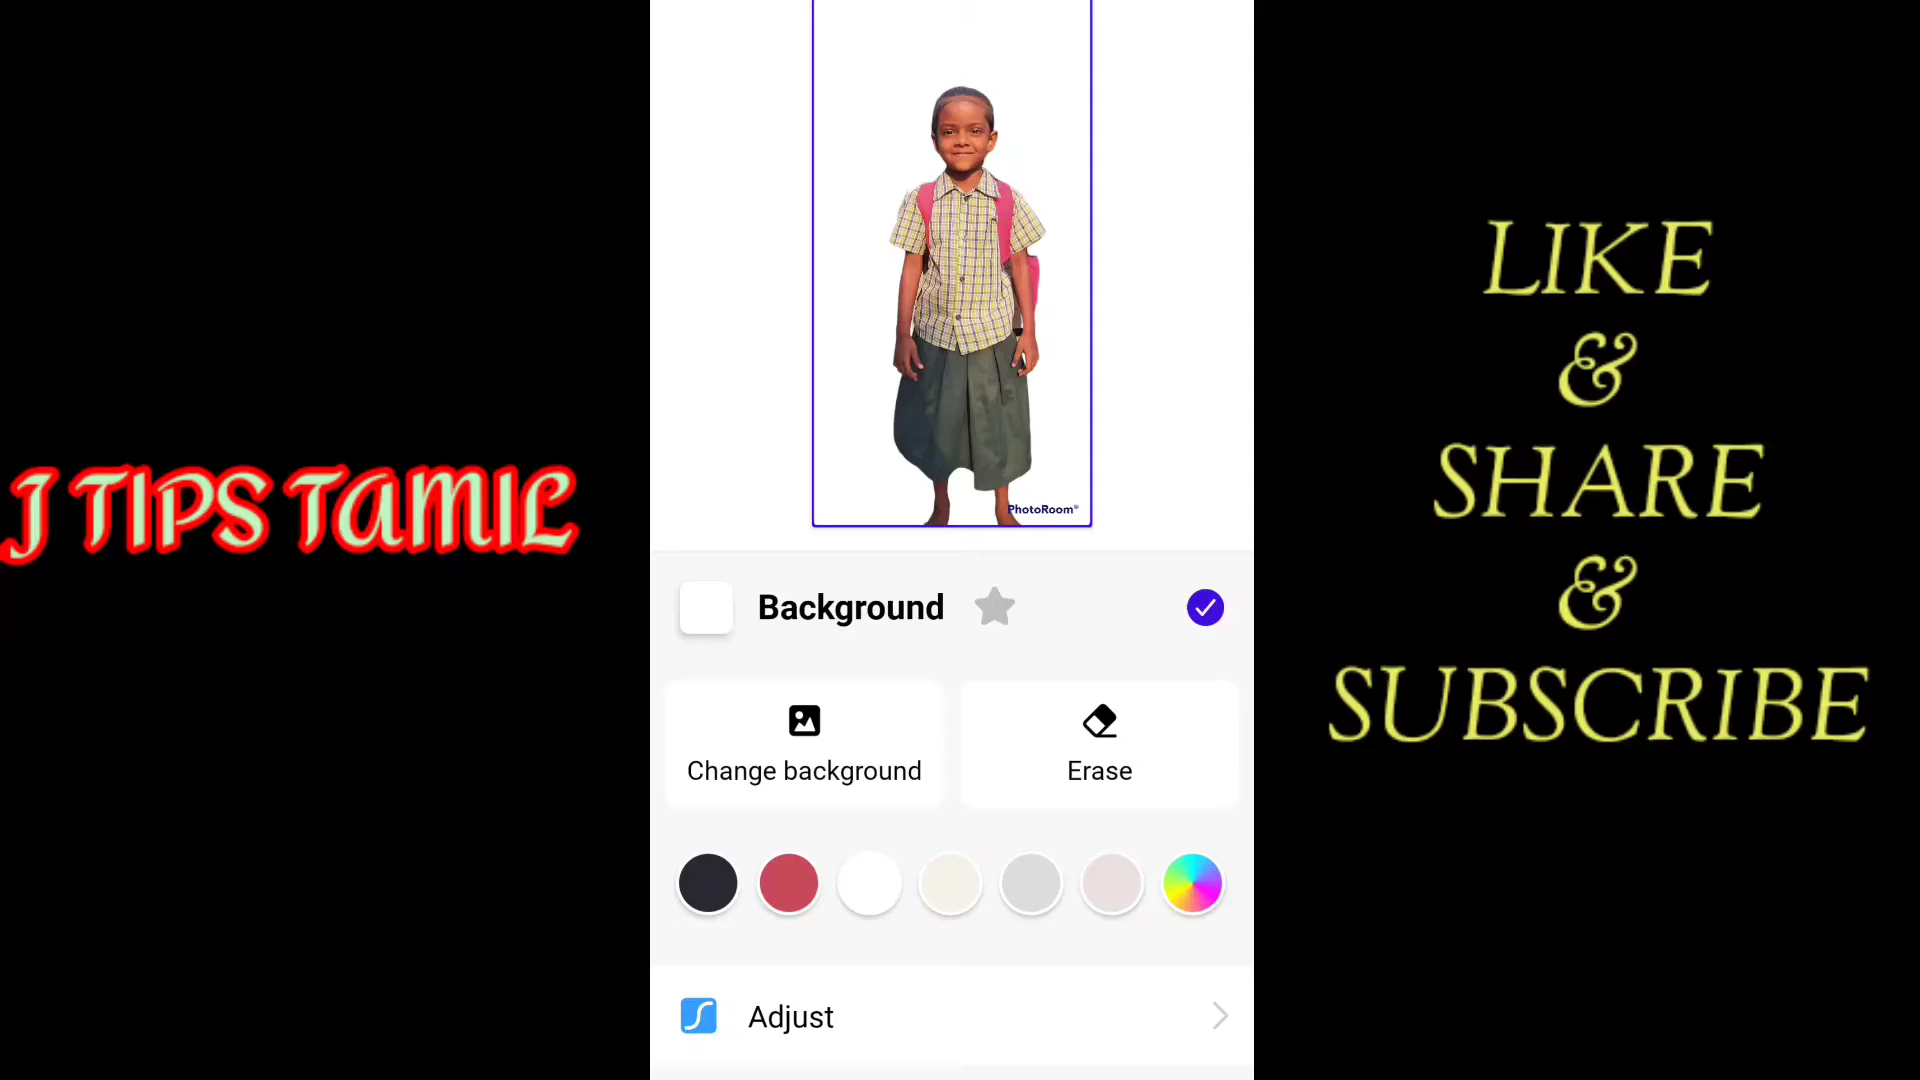 J TIPS TAMIL
PhotoRoom®
Background
Change background
Erase
Adjust
LIKE
&
SHARE
&
SUBSCRIBE